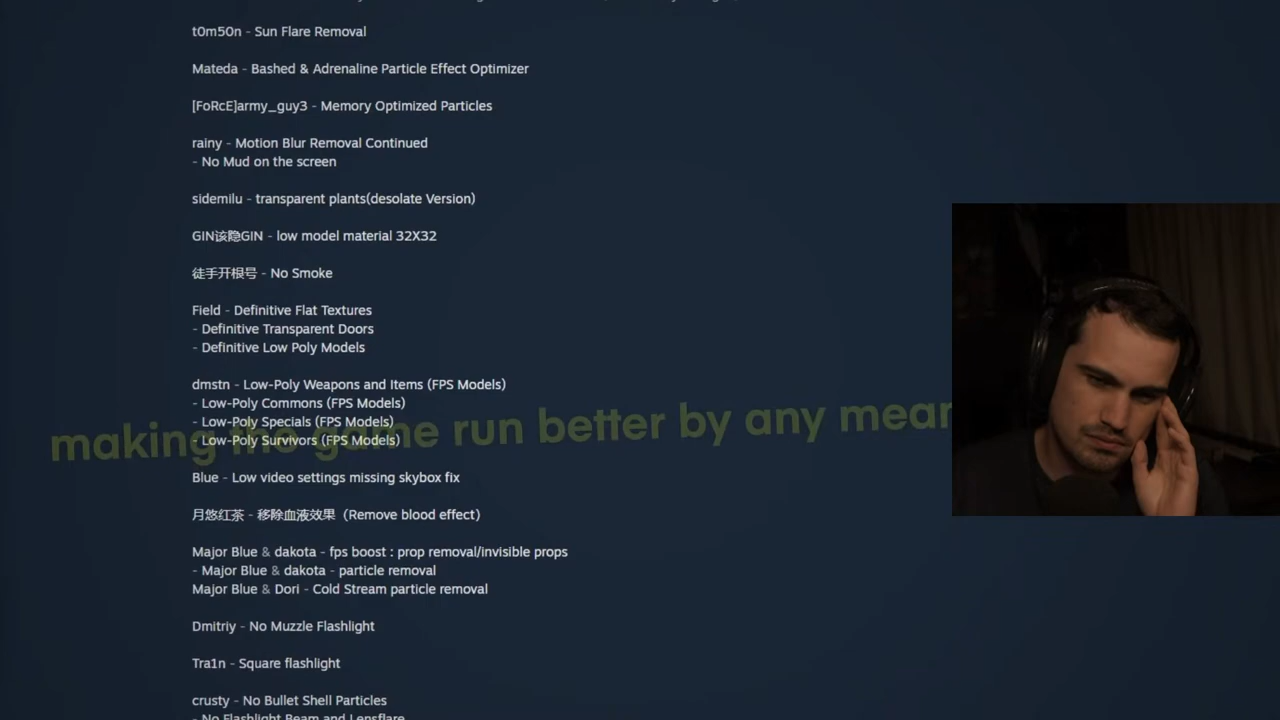 t0m50n - Sun Flare Removal
Mateda - Bashed & Adrenaline Particle Effect Optimizer
[FoRcE]army_guy3 - Memory Optimized Particles
rainy - Motion Blur Removal Continued
- No Mud on the screen
sidemilu - transparent plants(desolate Version)
GIN该隐GIN - low model material 32X32
徒手开根号 - No Smoke
Field - Definitive Flat Textures
- Definitive Transparent Doors
- Definitive Low Poly Models
dmstn - Low-Poly Weapons and Items (FPS Models)
- Low-Poly Commons (FPS Models)
- Low-Poly Specials (FPS Models)
- Low-Poly Survivors (FPS Models)
making the game run better by any mean
Blue - Low video settings missing skybox fix
月悠红茶 - 移除血液效果（Remove blood effect）
Major Blue & dakota - fps boost : prop removal/invisible props
- Major Blue & dakota - particle removal
Major Blue & Dori - Cold Stream particle removal
Dmitriy - No Muzzle Flashlight
Tra1n - Square flashlight
crusty - No Bullet Shell Particles
- No Flashlight Beam and Lensflare